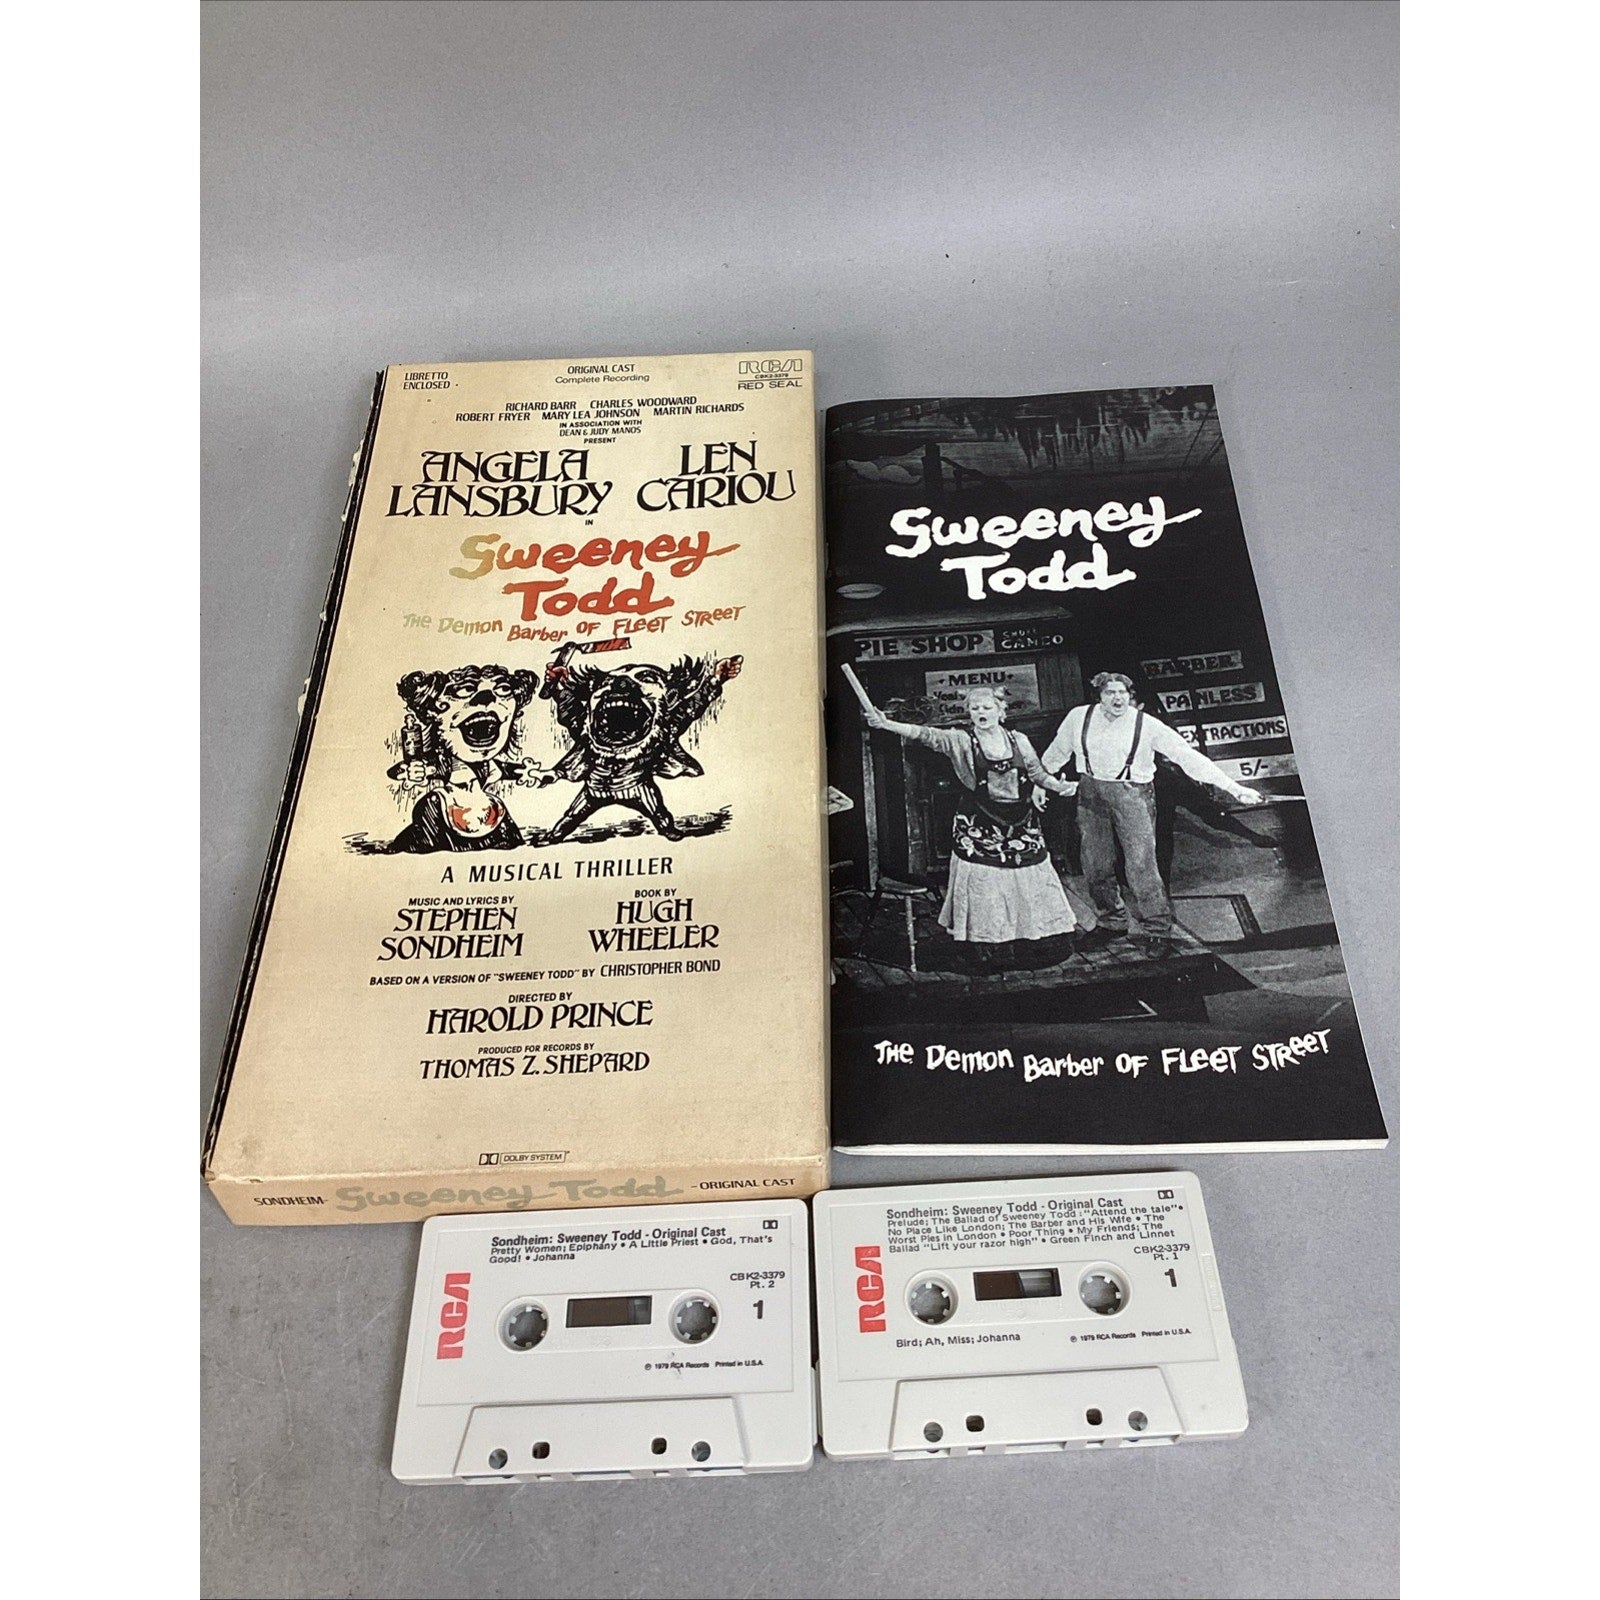 LIBRETTO
ENCLOSED
ORIGINAL CAST
Complete Recording
RCA
CBK2-3379
RED SEAL
RICHARD BARR CHARLES WOODWARD
ROBERT FRYER MARY LEA JOHNSON MARTIN RICHARDS
IN ASSOCIATION WITH
DEAN & JUDY MANOS
PRESENT
ANGELA
LANSBURY
LEN
CARIOU
IN
Sweeney
Todd
THE Demon Barber OF FLEET STREET
A MUSICAL THRILLER
MUSIC AND LYRICS BY
STEPHEN
SONDHEIM
BOOK BY
HUGH
WHEELER
BASED ON A VERSION OF "SWEENEY TODD" BY CHRISTOPHER BOND
DIRECTED BY
HAROLD PRINCE
PRODUCED FOR RECORDS BY
THOMAS Z. SHEPARD
DOLBY SYSTEM
SONDHEIM- Sweeney Todd - ORIGINAL CAST
Sweeney
Todd
PIE SHOP
MENU
BARBER
PAINLESS
EXTRACTIONS
5/-
THE Demon Barber OF FLEET STREET
Sondheim: Sweeney Todd - Original Cast
Pretty Women; Epiphany • A Little Priest • God, That's
Good! • Johanna
CBK2-3379
Pt. 2
1
RCA
℗ 1979 RCA Records Printed in U.S.A.
Sondheim: Sweeney Todd - Original Cast
Prelude; The Ballad of Sweeney Todd: "Attend the tale" •
No Place Like London; The Barber and His Wife • The
Worst Pies in London • Poor Thing • My Friends; The
Ballad "Lift your razor high" • Green Finch and Linnet
CBK2-3379
Pt. 1
1
RCA
Bird; Ah, Miss; Johanna
℗ 1979 RCA Records Printed in U.S.A.